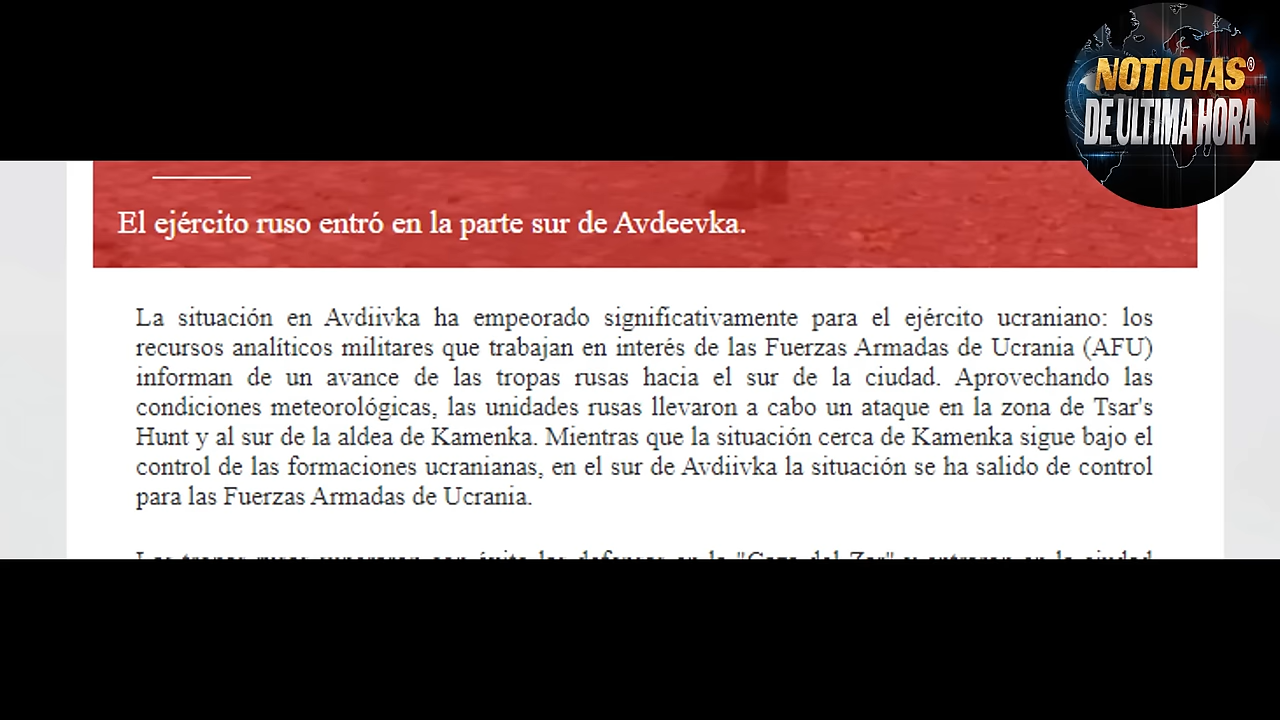 NOTICIAS®
DE ULTIMA HORA
El ejército ruso entró en la parte sur de Avdeevka.
La situación en Avdiivka ha empeorado significativamente para el ejército ucraniano: los
recursos analíticos militares que trabajan en interés de las Fuerzas Armadas de Ucrania (AFU)
informan de un avance de las tropas rusas hacia el sur de la ciudad. Aprovechando las
condiciones meteorológicas, las unidades rusas llevaron a cabo un ataque en la zona de Tsar's
Hunt y al sur de la aldea de Kamenka. Mientras que la situación cerca de Kamenka sigue bajo el
control de las formaciones ucranianas, en el sur de Avdiivka la situación se ha salido de control
para las Fuerzas Armadas de Ucrania.